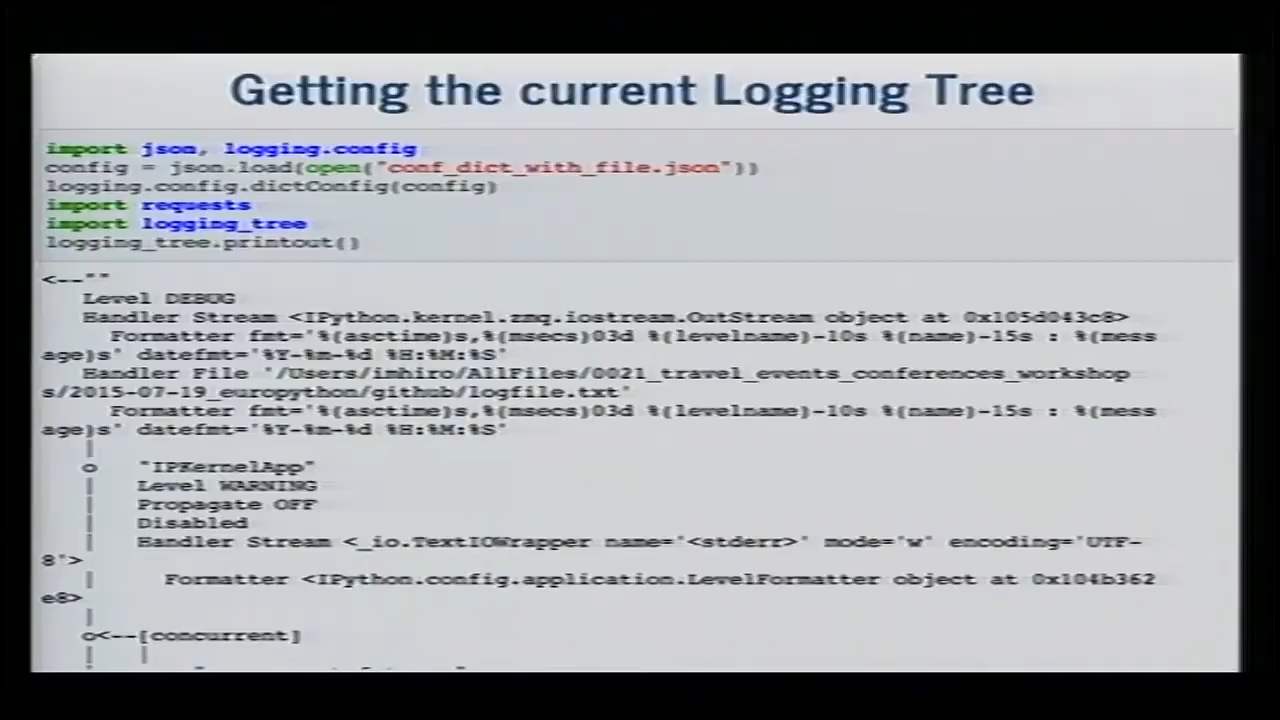 Getting the current Logging Tree
import json, logging.config
config = json.load(open("conf_dict_with_file.json"))
logging.config.dictConfig(config)
import requests
import logging_tree
logging_tree.printout()
<--""
Level DEBUG
Handler Stream <IPython.kernel.zmq.iostream.OutStream object at 0x105d043c8>
Formatter fmt='%(asctime)s,%(msecs)03d %(levelname)-10s %(name)-15s : %(mess
age)s' datefmt='%Y-%m-%d %H:%M:%S'
Handler File '/Users/imhiro/AllFiles/0021_travel_events_conferences_workshop
s/2015-07-19_europython/github/logfile.txt'
Formatter fmt='%(asctime)s,%(msecs)03d %(levelname)-10s %(name)-15s : %(mess
age)s' datefmt='%Y-%m-%d %H:%M:%S'
|
o "IPKernelApp"
| Level WARNING
| Propagate OFF
| Disabled
| Handler Stream <_io.TextIOWrapper name='<stderr>' mode='w' encoding='UTF-
8'>
| Formatter <IPython.config.application.LevelFormatter object at 0x104b362
e8>
|
o<--[concurrent]
| |